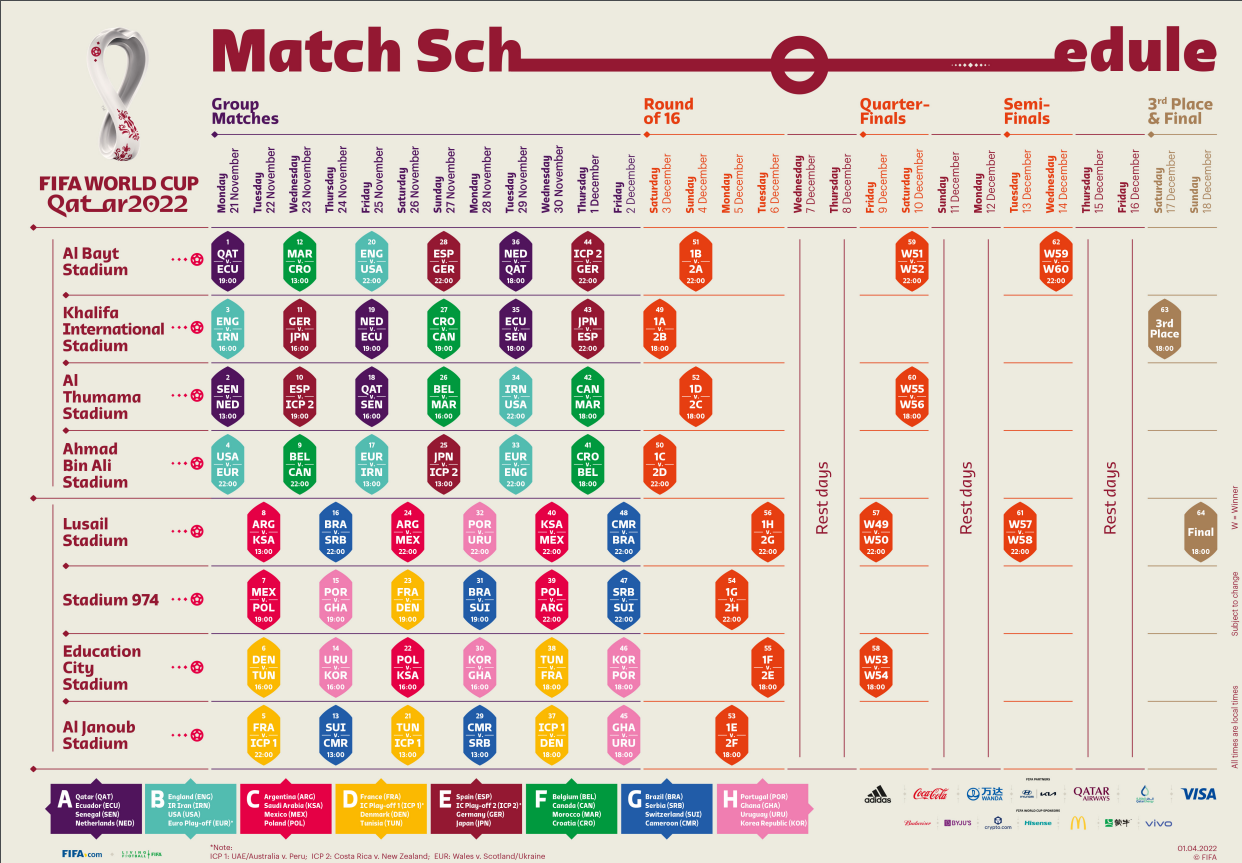 Match Schedule
FIFA WORLD CUP
Qatar2022
Group
Matches
Round
of 16
Quarter-
Finals
Semi-
Finals
3rd Place
& Final
Monday
21 November
Tuesday
22 November
Wednesday
23 November
Thursday
24 November
Friday
25 November
Saturday
26 November
Sunday
27 November
Monday
28 November
Tuesday
29 November
Wednesday
30 November
Thursday
1 December
Friday
2 December
Saturday
3 December
Sunday
4 December
Monday
5 December
Tuesday
6 December
Wednesday
7 December
Thursday
8 December
Friday
9 December
Saturday
10 December
Sunday
11 December
Monday
12 December
Tuesday
13 December
Wednesday
14 December
Thursday
15 December
Friday
16 December
Saturday
17 December
Sunday
18 December
Al Bayt
Stadium
1 QAT v. ECU 19:00
12 MAR v. CRO 13:00
20 ENG v. USA 22:00
28 ESP v. GER 22:00
36 NED v. QAT 18:00
44 ICP 2 v. GER 22:00
51 1B 2A 22:00
59 W51 W52 22:00
62 W59 W60 22:00
Khalifa
International
Stadium
3 ENG v. IRN 16:00
11 GER v. JPN 16:00
19 NED v. ECU 19:00
27 CRO v. CAN 19:00
35 ECU v. SEN 18:00
43 JPN v. ESP 22:00
49 1A 2B 18:00
63 3rd Place 18:00
Al
Thumama
Stadium
2 SEN v. NED 13:00
10 ESP v. ICP 2 19:00
18 QAT v. SEN 16:00
26 BEL v. MAR 16:00
34 IRN v. USA 22:00
42 CAN v. MAR 18:00
52 1D 2C 18:00
60 W55 W56 18:00
Ahmad
Bin Ali
Stadium
4 USA v. EUR 22:00
9 BEL v. CAN 22:00
17 EUR v. IRN 13:00
25 JPN v. ICP 2 13:00
33 EUR v. ENG 22:00
41 CRO v. BEL 18:00
50 1C 2D 22:00
Lusail
Stadium
8 ARG v. KSA 13:00
16 BRA v. SRB 22:00
24 ARG v. MEX 22:00
32 POR v. URU 22:00
40 KSA v. MEX 22:00
48 CMR v. BRA 22:00
56 1H 2G 22:00
57 W49 W50 22:00
61 W57 W58 22:00
64 Final 18:00
Stadium 974
7 MEX v. POL 19:00
15 POR v. GHA 19:00
23 FRA v. DEN 19:00
31 BRA v. SUI 19:00
39 POL v. ARG 22:00
47 SRB v. SUI 22:00
54 1G 2H 22:00
Education
City
Stadium
6 DEN v. TUN 16:00
14 URU v. KOR 16:00
22 POL v. KSA 16:00
30 KOR v. GHA 16:00
38 TUN v. FRA 18:00
46 KOR v. POR 18:00
55 1F 2E 18:00
58 W53 W54 18:00
Al Janoub
Stadium
5 FRA v. ICP 1 22:00
13 SUI v. CMR 13:00
21 TUN v. ICP 1 13:00
29 CMR v. SRB 13:00
37 ICP 1 v. DEN 18:00
45 GHA v. URU 18:00
53 1E 2F 18:00
Rest days
Rest days
Rest days
W = Winner
Subject to change
All times are local times
A
Qatar (QAT)
Ecuador (ECU)
Senegal (SEN)
Netherlands (NED)
B
England (ENG)
IR Iran (IRN)
USA (USA)
Euro Play-off (EUR)*
C
Argentina (ARG)
Saudi Arabia (KSA)
Mexico (MEX)
Poland (POL)
D
France (FRA)
IC Play-off 1 (ICP 1)*
Denmark (DEN)
Tunisia (TUN)
E
Spain (ESP)
IC Play-off 2 (ICP 2)*
Germany (GER)
Japan (JPN)
F
Belgium (BEL)
Canada (CAN)
Morocco (MAR)
Croatia (CRO)
G
Brazil (BRA)
Serbia (SRB)
Switzerland (SUI)
Cameroon (CMR)
H
Portugal (POR)
Ghana (GHA)
Uruguay (URU)
Korea Republic (KOR)
FIFA PARTNERS
adidas
Coca-Cola
万达
WANDA
HYUNDAI
KIA
QATAR
AIRWAYS
VISA
FIFA WORLD CUP SPONSORS
Budweiser
BYJU'S
crypto.com
Hisense
蒙牛
vivo
FIFA.com
LIVING FOOTBALL FIFA
*Note:
ICP 1: UAE/Australia v. Peru; ICP 2: Costa Rica v. New Zealand; EUR: Wales v. Scotland/Ukraine
01.04.2022
© FIFA